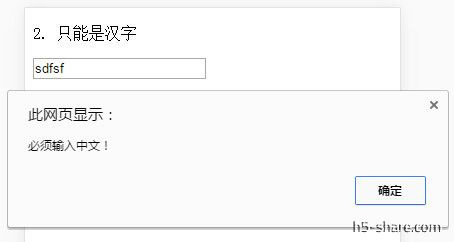 2. 只能是汉字
sdfsf
此网页显示：
必须输入中文！
确定
h5-share.com